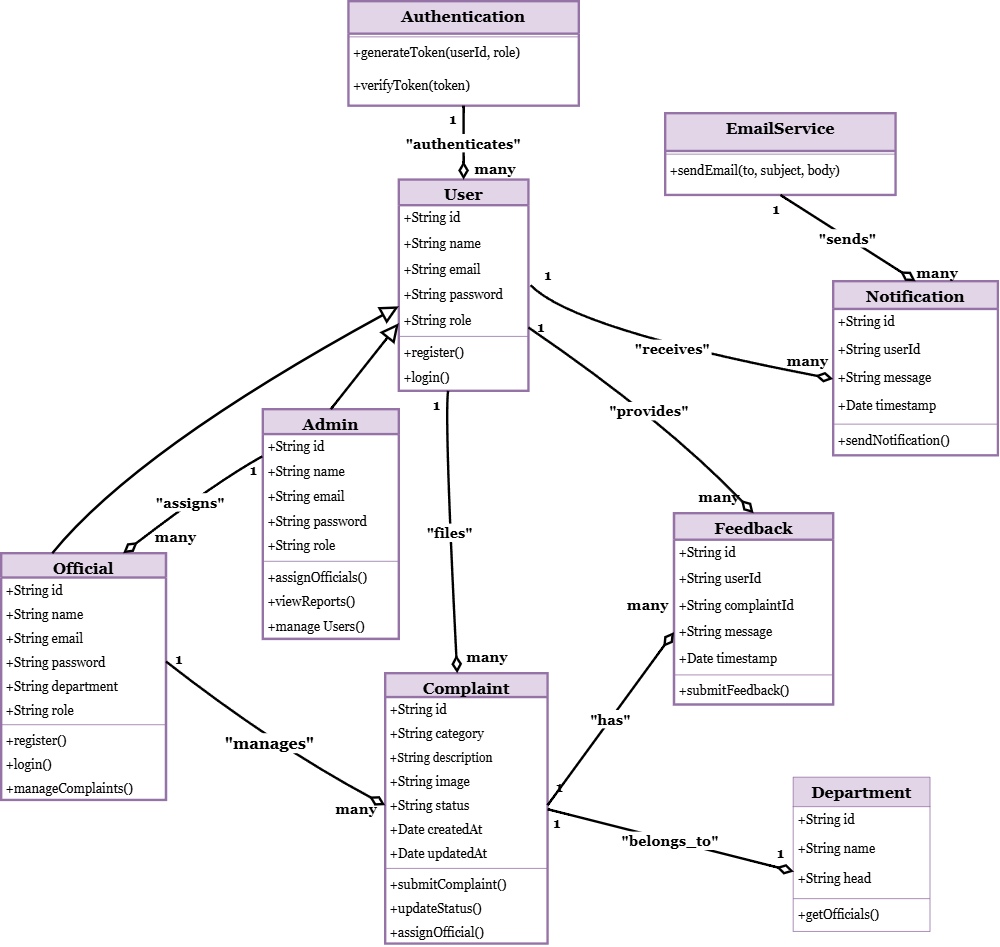 Authentication
+generateToken(userId, role)
+verifyToken(token)
1
"authenticates"
many
EmailService
+sendEmail(to, subject, body)
1
"sends"
many
User
+String id
+String name
+String email
+String password
+String role
+register()
+login()
1
"receives"
many
1
"provides"
many
1
"files"
many
Notification
+String id
+String userId
+String message
+Date timestamp
+sendNotification()
Admin
+String id
+String name
+String email
+String password
+String role
+assignOfficials()
+viewReports()
+manage Users()
1
"assigns"
many
Official
+String id
+String name
+String email
+String password
+String department
+String role
+register()
+login()
+manageComplaints()
1
"manages"
many
Feedback
+String id
+String userId
+String complaintId
+String message
+Date timestamp
+submitFeedback()
many
"has"
1
Complaint
+String id
+String category
+String description
+String image
+String status
+Date createdAt
+Date updatedAt
+submitComplaint()
+updateStatus()
+assignOfficial()
1
"belongs_to"
1
Department
+String id
+String name
+String head
+getOfficials()